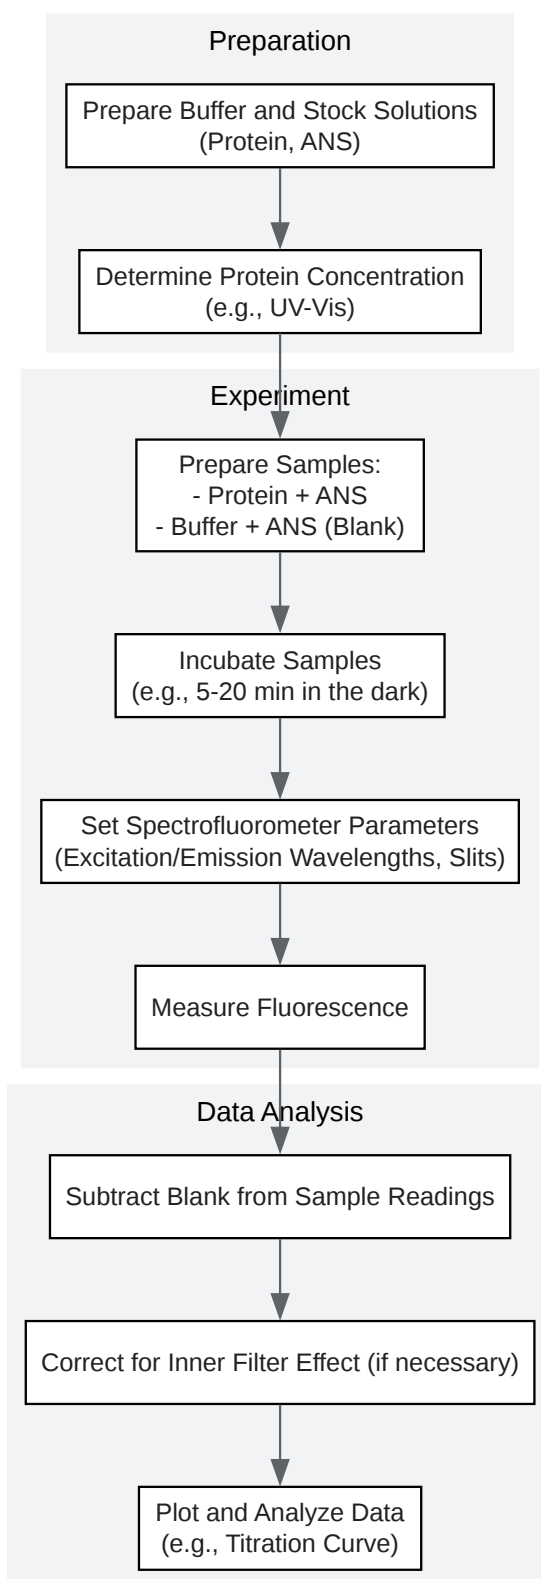 Preparation
Prepare Buffer and Stock Solutions
(Protein, ANS)
Determine Protein Concentration
(e.g., UV-Vis)
Experiment
Prepare Samples:
- Protein + ANS
- Buffer + ANS (Blank)
Incubate Samples
(e.g., 5-20 min in the dark)
Set Spectrofluorometer Parameters
(Excitation/Emission Wavelengths, Slits)
Measure Fluorescence
Data Analysis
Subtract Blank from Sample Readings
Correct for Inner Filter Effect (if necessary)
Plot and Analyze Data
(e.g., Titration Curve)